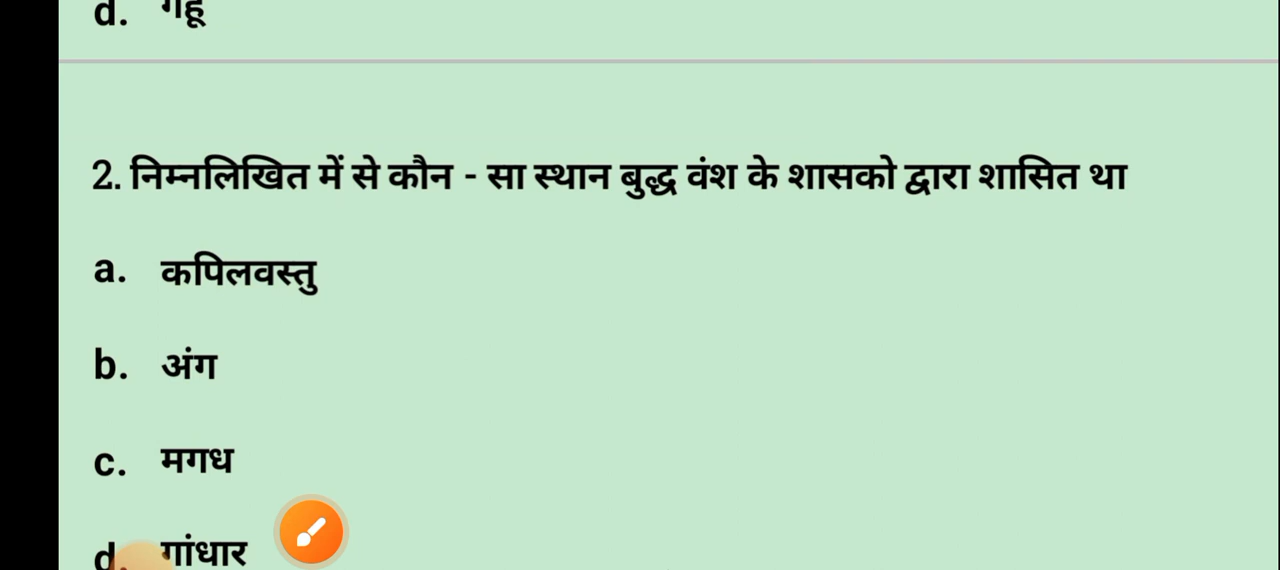 d. गेहू
2. निम्नलिखित में से कौन - सा स्थान बुद्ध वंश के शासको द्वारा शासित था
a. कपिलवस्तु
b. अंग
c. मगध
d. गांधार